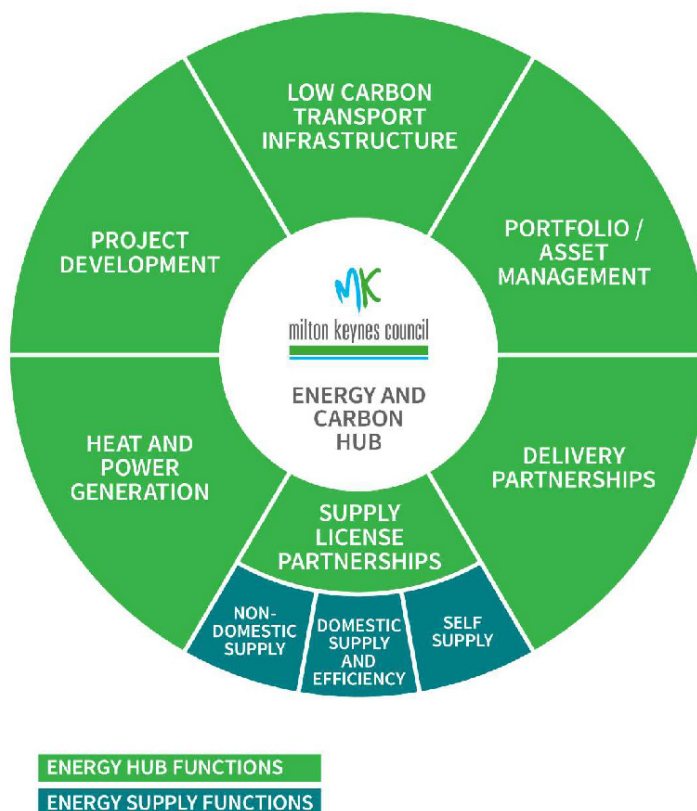 LOW CARBON
TRANSPORT
INFRASTRUCTURE
PORTFOLIO /
ASSET
MANAGEMENT
PROJECT
DEVELOPMENT
MK
milton keynes council
ENERGY AND
CARBON
HUB
HEAT AND
POWER
GENERATION
DELIVERY
PARTNERSHIPS
SUPPLY
LICENSE
PARTNERSHIPS
NON-
DOMESTIC
SUPPLY
DOMESTIC
SUPPLY
AND
EFFICIENCY
SELF
SUPPLY
ENERGY HUB FUNCTIONS
ENERGY SUPPLY FUNCTIONS